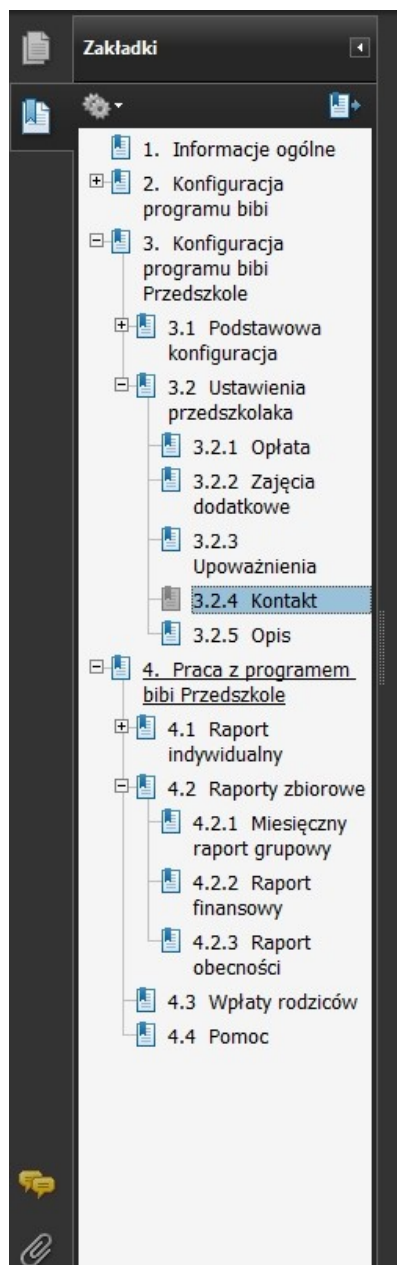 Zakładki
1. Informacje ogólne
2. Konfiguracja
programu bibi
3. Konfiguracja
programu bibi
Przedszkole
3.1 Podstawowa
konfiguracja
3.2 Ustawienia
przedszkolaka
3.2.1 Opłata
3.2.2 Zajęcia
dodatkowe
3.2.3
Upoważnienia
3.2.4 Kontakt
3.2.5 Opis
4. Praca z programem
bibi Przedszkole
4.1 Raport
indywidualny
4.2 Raporty zbiorowe
4.2.1 Miesięczny
raport grupowy
4.2.2 Raport
finansowy
4.2.3 Raport
obecności
4.3 Wpłaty rodziców
4.4 Pomoc